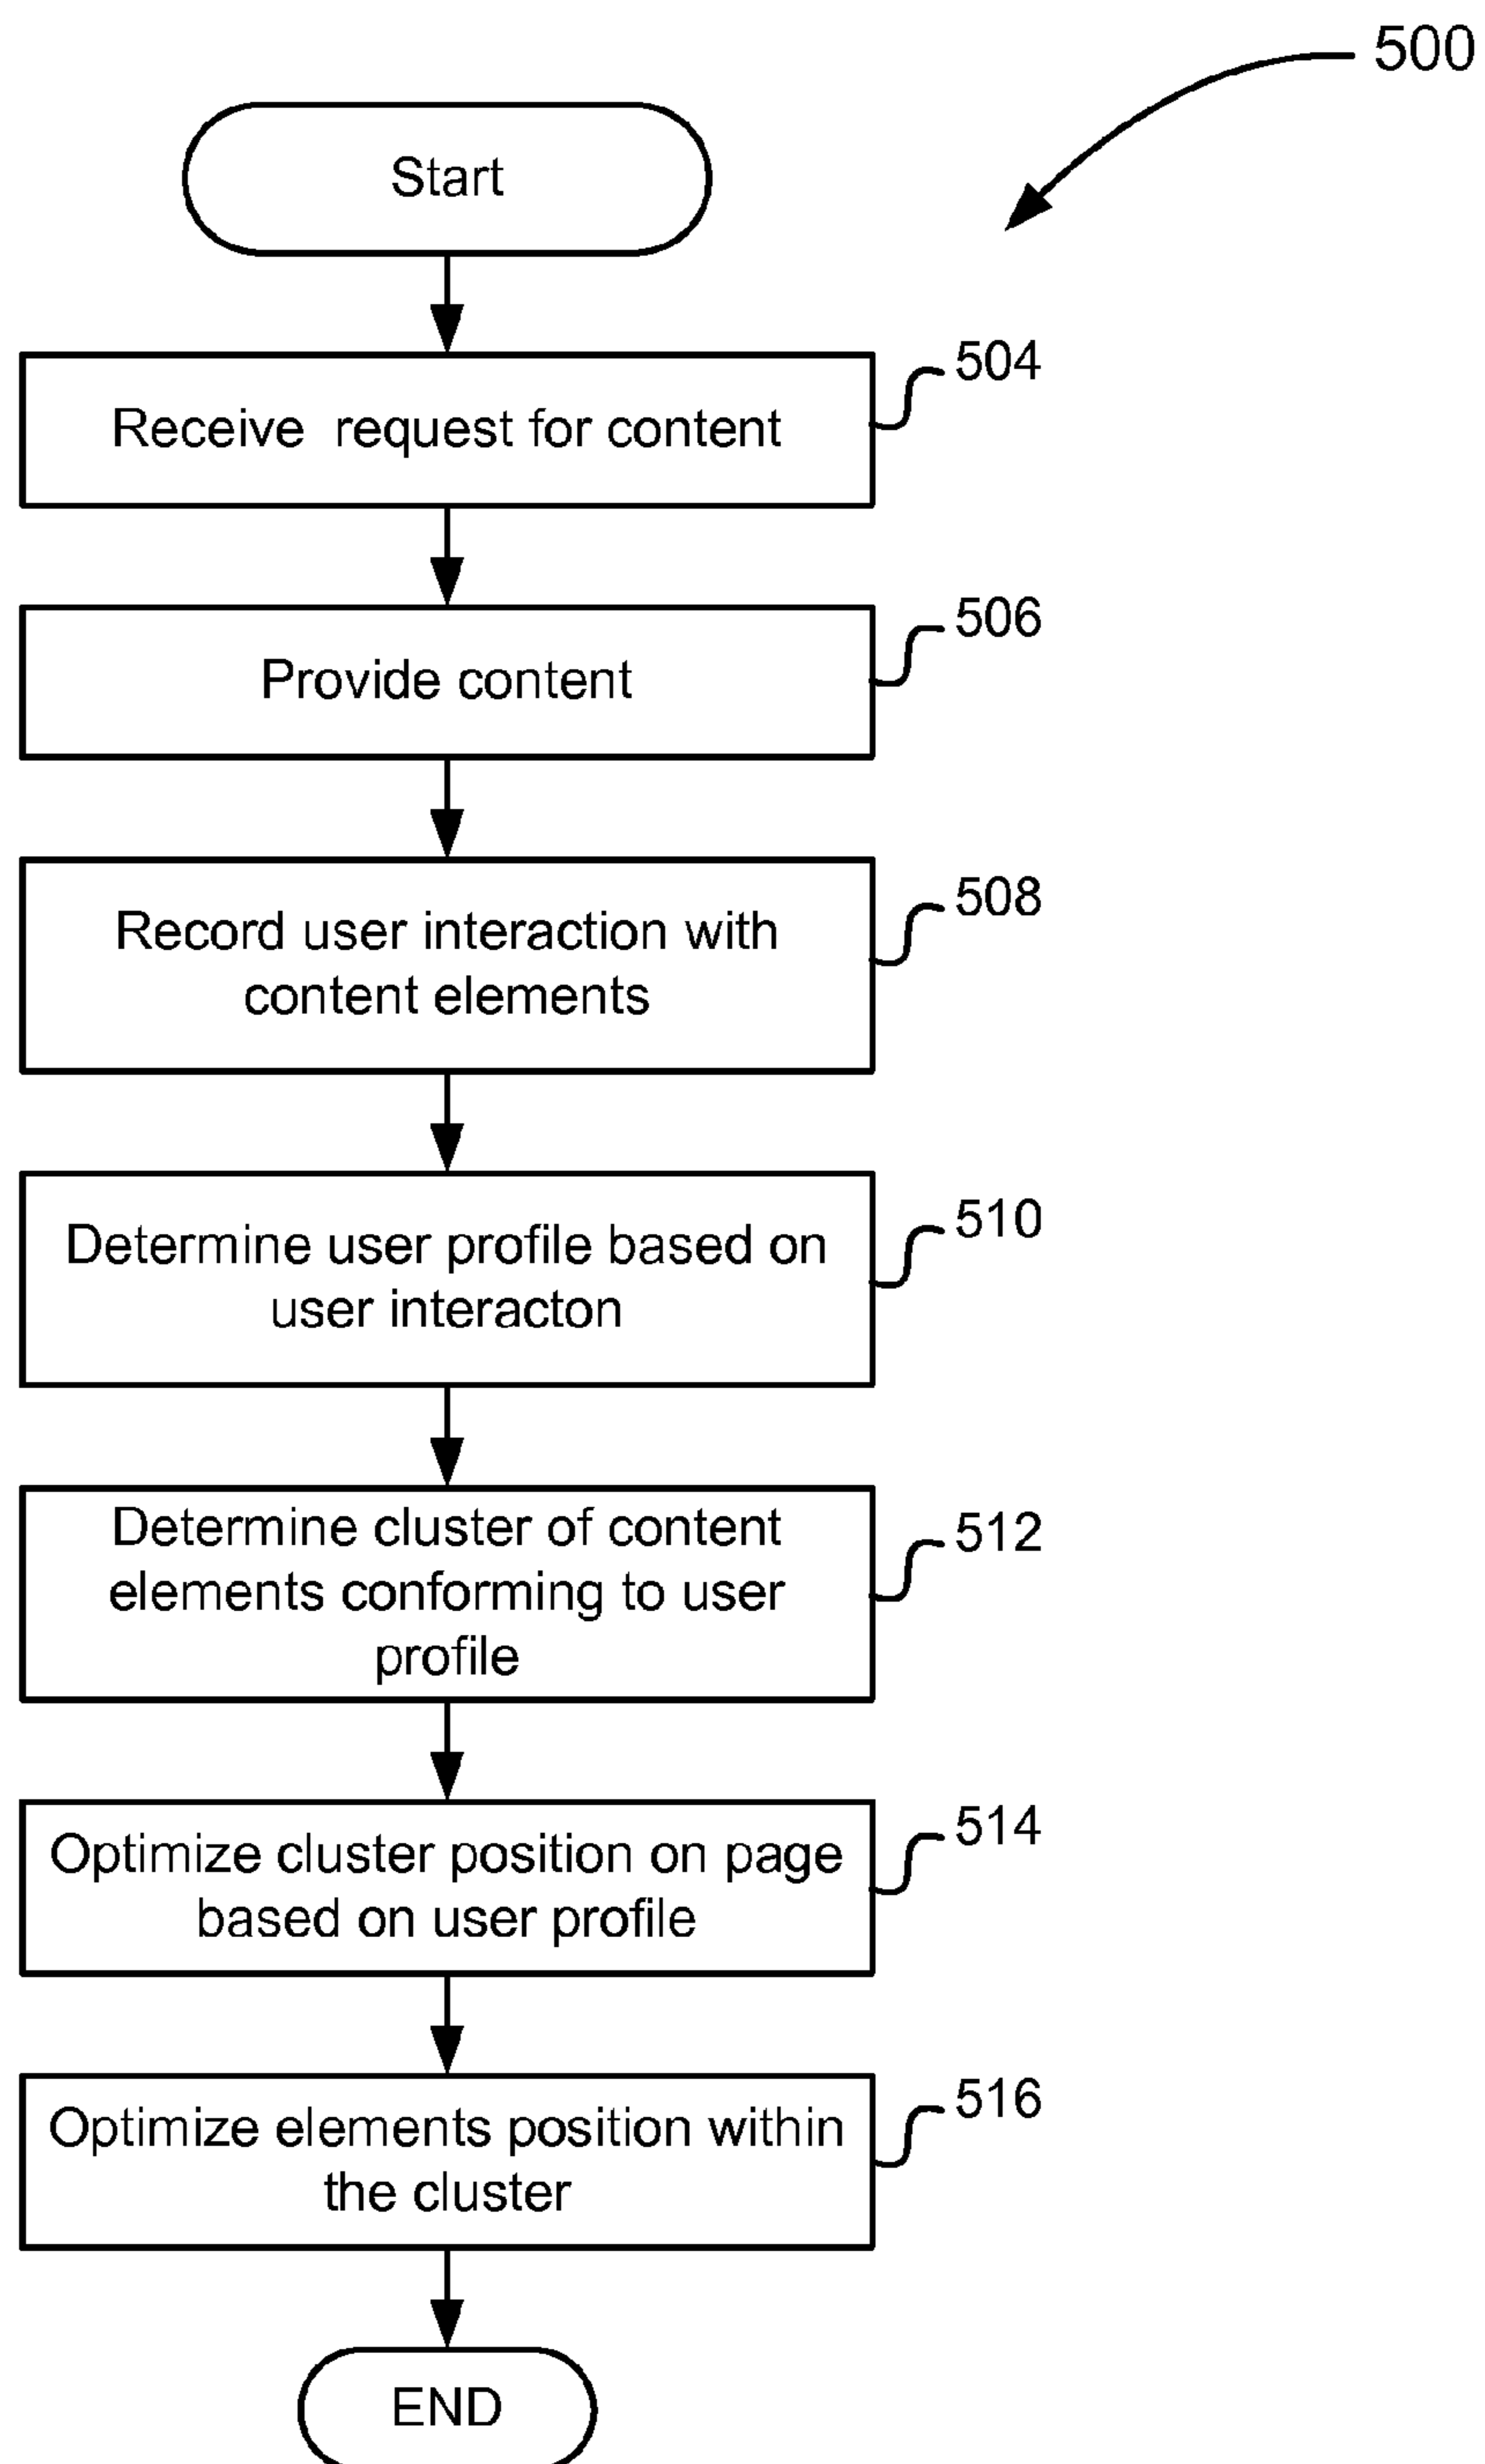 500
Start
504
Receive request for content
506
Provide content
508
Record user interaction with
content elements
510
Determine user profile based on
user interacton
512
Determine cluster of content
elements conforming to user
profile
514
Optimize cluster position on page
based on user profile
516
Optimize elements position within
the cluster
END